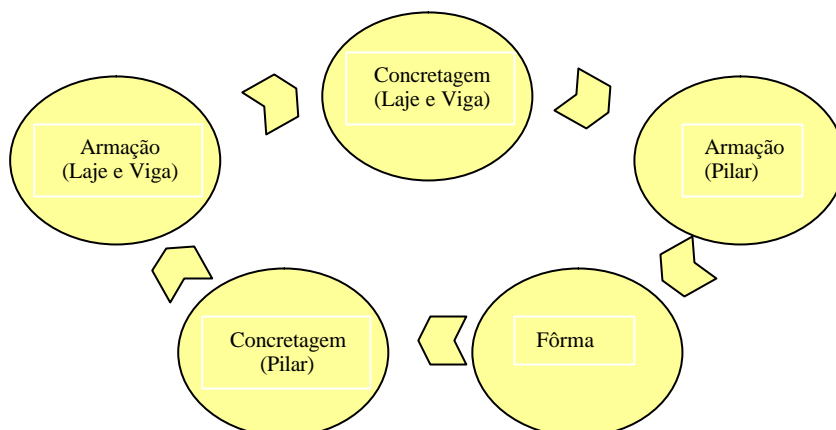 Concretagem
(Laje e Viga)
Armação
(Laje e Viga)
Armação
(Pilar)
Concretagem
(Pilar)
Fôrma